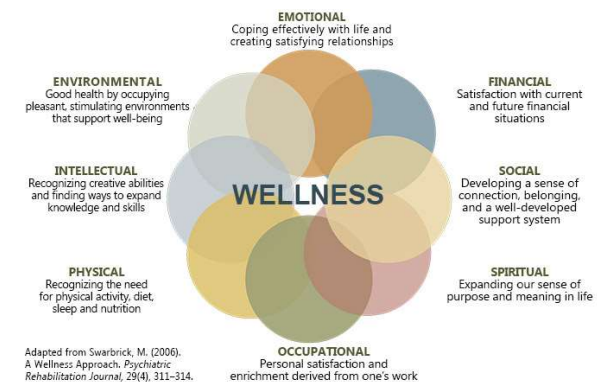 EMOTIONAL
Coping effectively with life and
creating satisfying relationships
ENVIRONMENTAL
Good health by occupying
pleasant, stimulating environments
that support well-being
FINANCIAL
Satisfaction with current
and future financial
situations
INTELLECTUAL
Recognizing creative abilities
and finding ways to expand
knowledge and skills
WELLNESS
SOCIAL
Developing a sense of
connection, belonging,
and a well-developed
support system
PHYSICAL
Recognizing the need
for physical activity, diet,
sleep and nutrition
SPIRITUAL
Expanding our sense of
purpose and meaning in life
OCCUPATIONAL
Personal satisfaction and
enrichment derived from one's work
Adapted from Swarbrick, M. (2006).
A Wellness Approach. Psychiatric
Rehabilitation Journal, 29(4), 311–314.